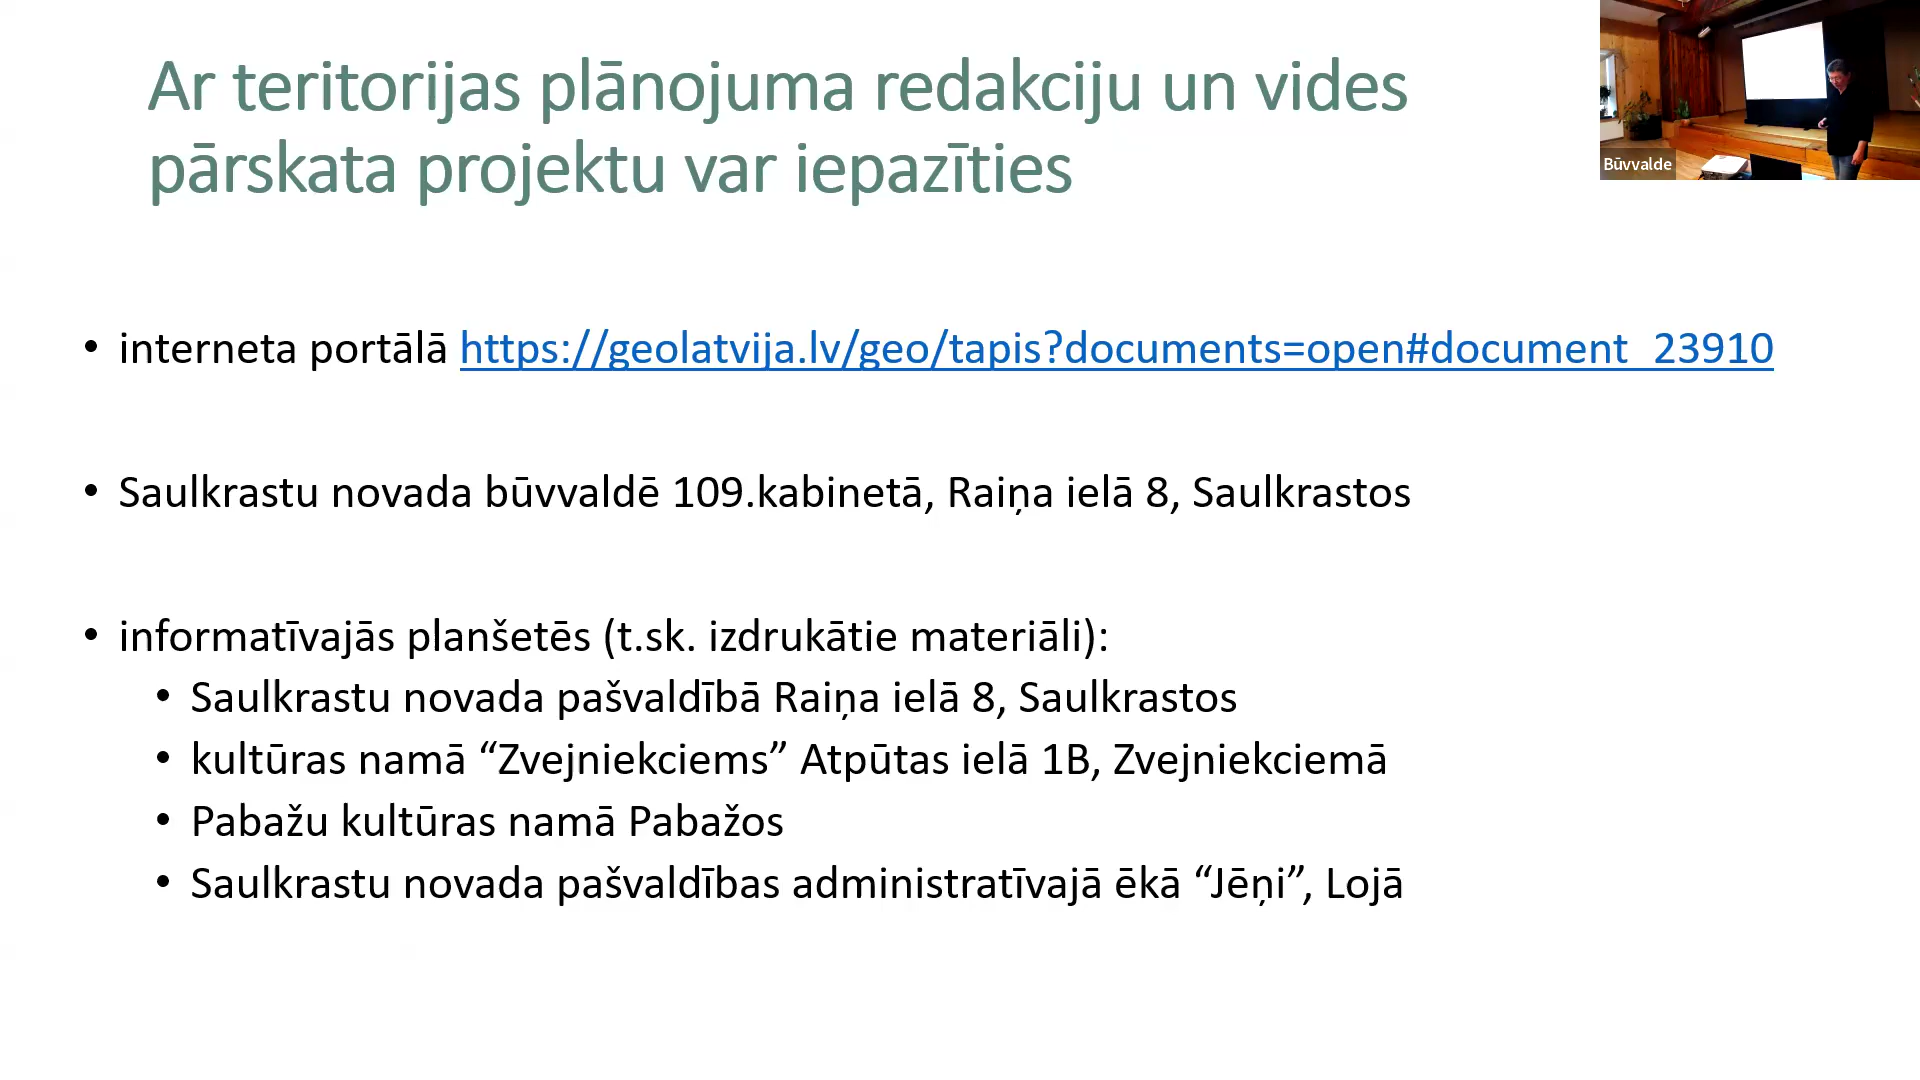 Ar teritorijas plānojuma redakciju un vides
pārskata projektu var iepazīties
Būvvalde
• interneta portālā https://geolatvija.lv/geo/tapis?documents=open#document_23910
• Saulkrastu novada būvvaldē 109.kabinetā, Raiņa ielā 8, Saulkrastos
• informatīvajās planšetēs (t.sk. izdrukātie materiāli):
• Saulkrastu novada pašvaldībā Raiņa ielā 8, Saulkrastos
• kultūras namā “Zvejniekciems” Atpūtas ielā 1B, Zvejniekciemā
• Pabažu kultūras namā Pabažos
• Saulkrastu novada pašvaldības administratīvajā ēkā “Jēņi”, Lojā